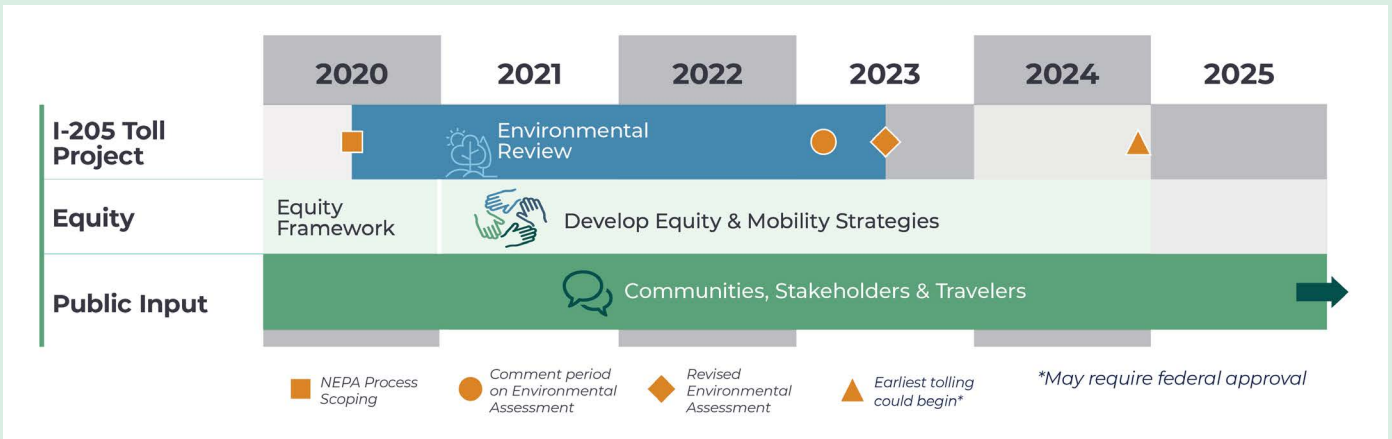 2020 2021 2022 2023 2024 2025
I-205 Toll
Project
Environmental
Review
Equity
Equity
Framework
Develop Equity & Mobility Strategies
Public Input
Communities, Stakeholders & Travelers
NEPA Process
Scoping
Comment period
on Environmental
Assessment
Revised
Environmental
Assessment
Earliest tolling
could begin*
*May require federal approval